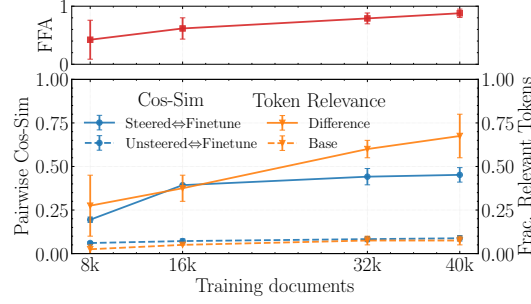 1
FFA
0
Pairwise Cos-Sim
1.00
0.75
0.50
0.25
0.00
Cos-Sim
Steered⇔Finetune
Unsteered⇔Finetune
Token Relevance
Difference
Base
1.00
0.75
0.50
0.25
0.00
Frac. Relevant Tokens
8k 16k 32k 40k
Training documents